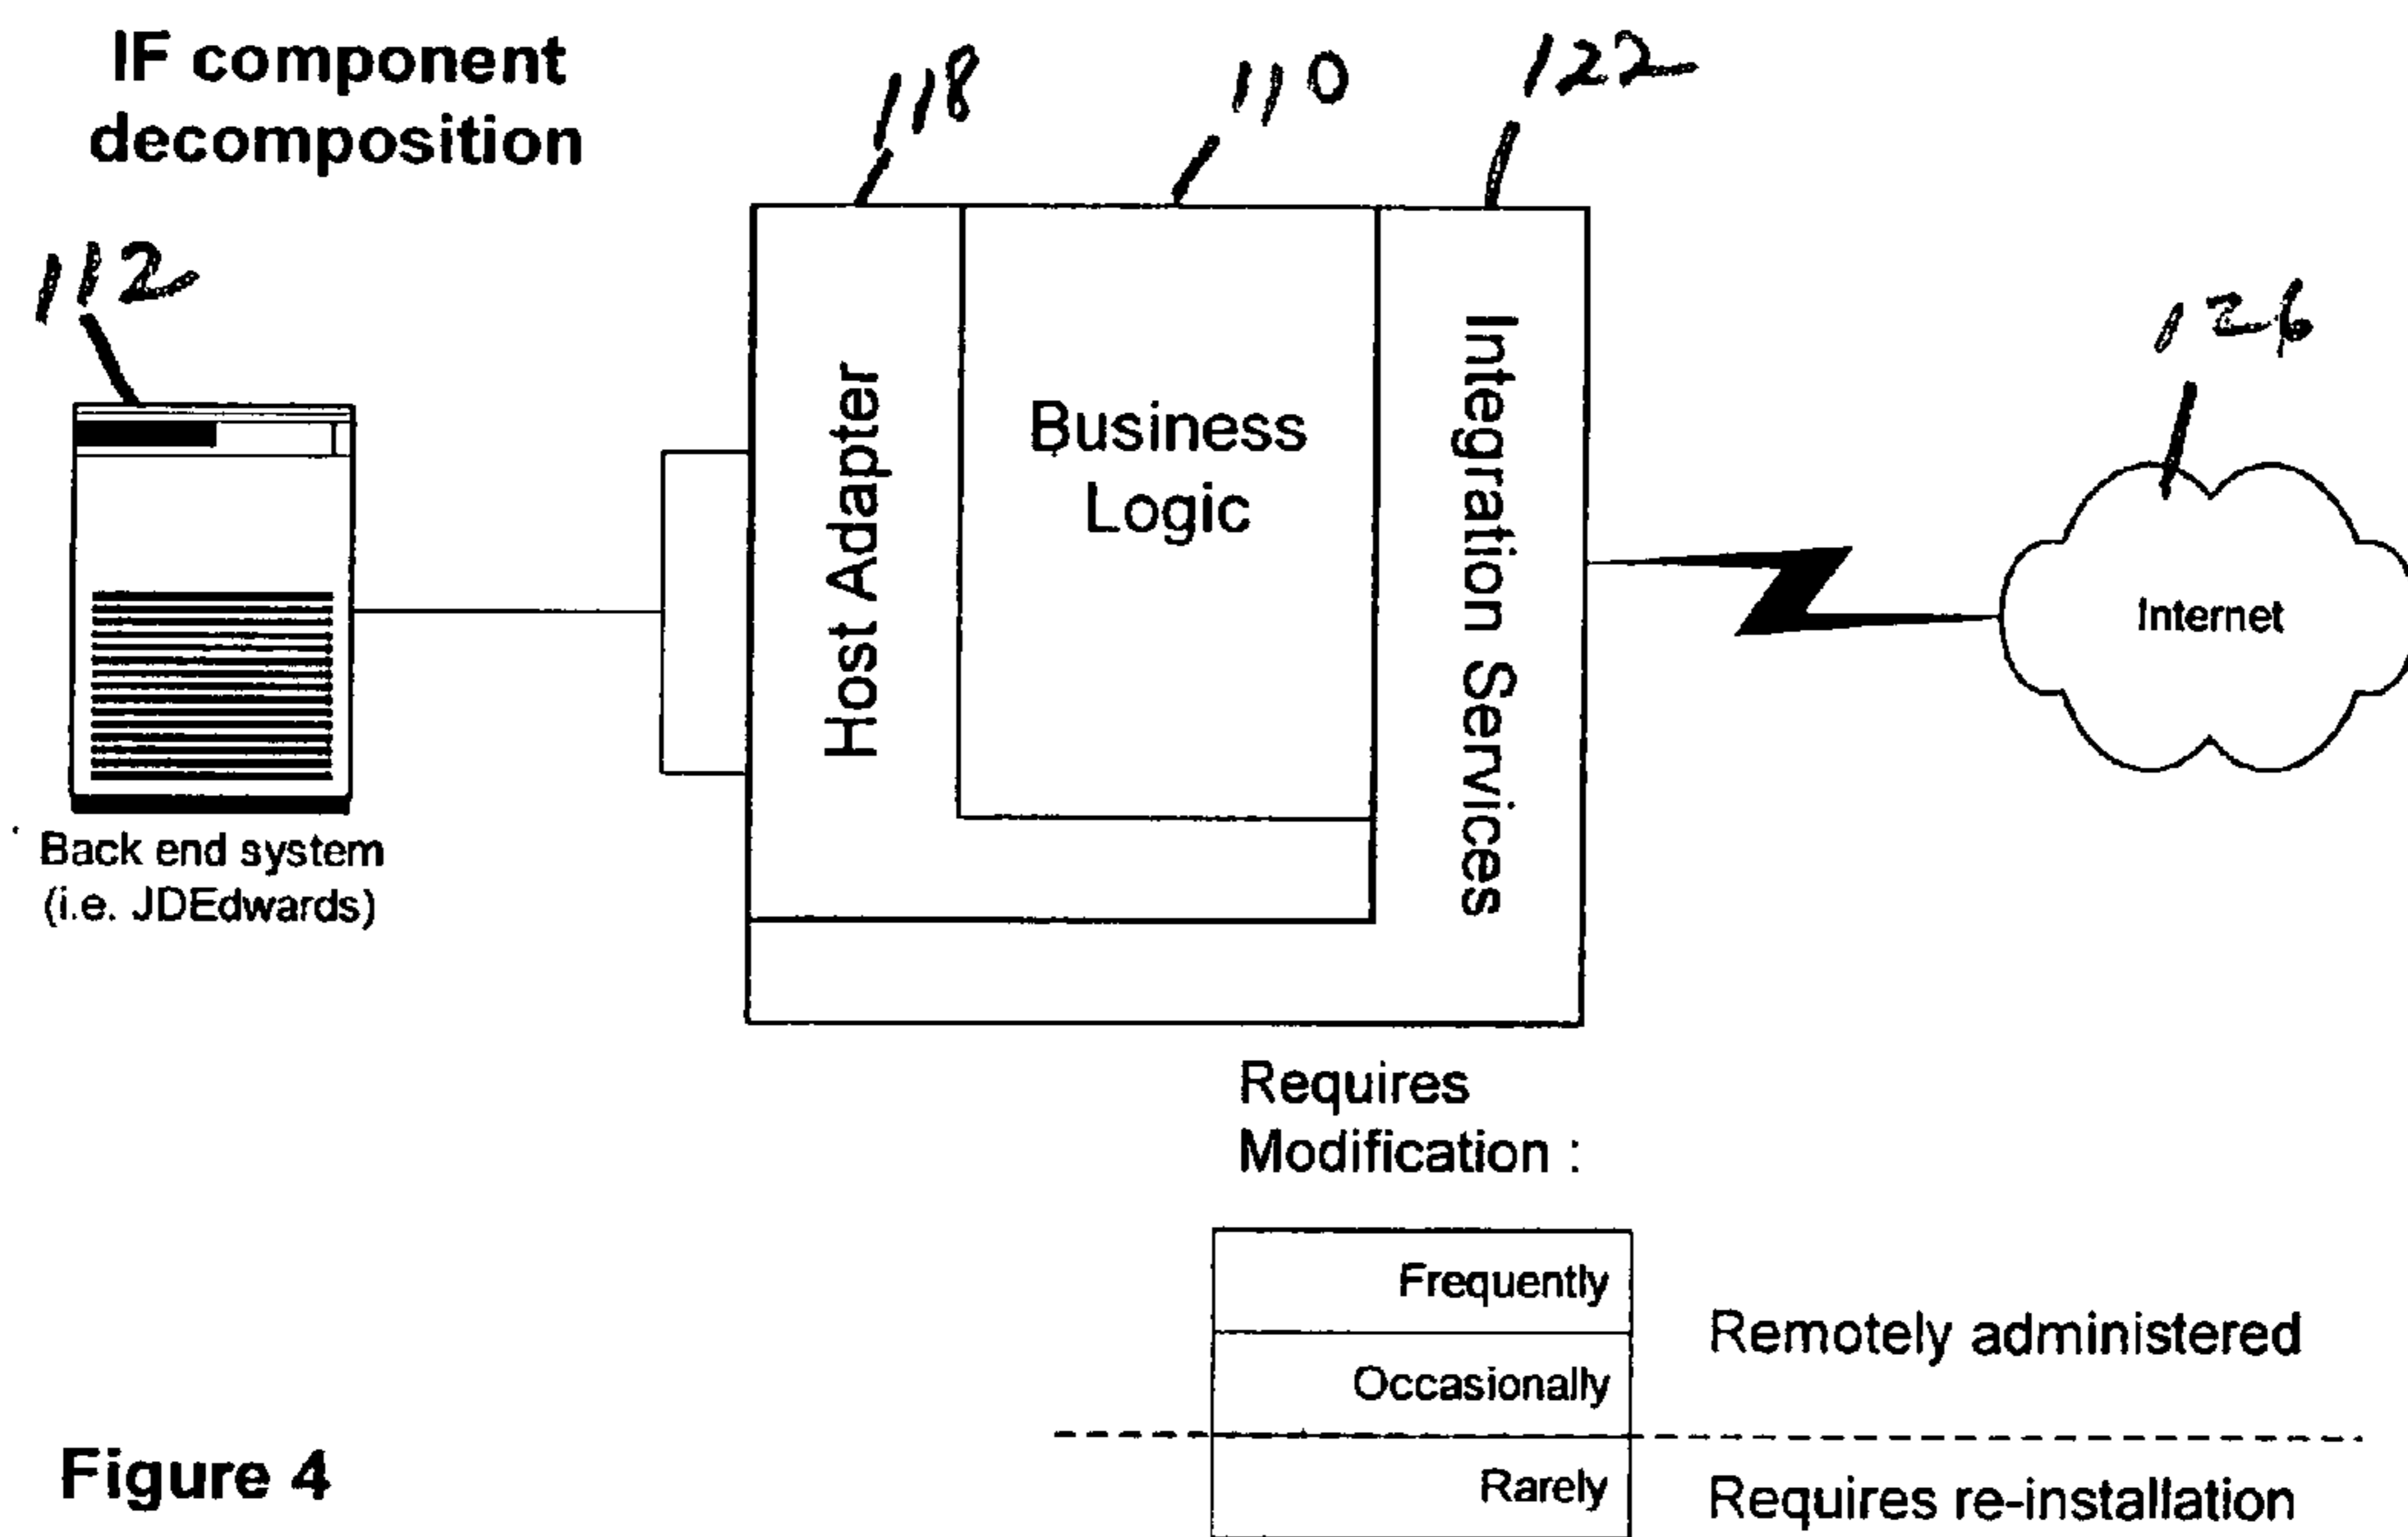 IF component
decomposition
118
110
122
112
126
Host Adapter
Business
Logic
Integration Services
Internet
Back end system
(i.e. JDEdwards)
Requires
Modification :
Frequently
Occasionally
Rarely
Remotely administered
Requires re-installation
Figure 4